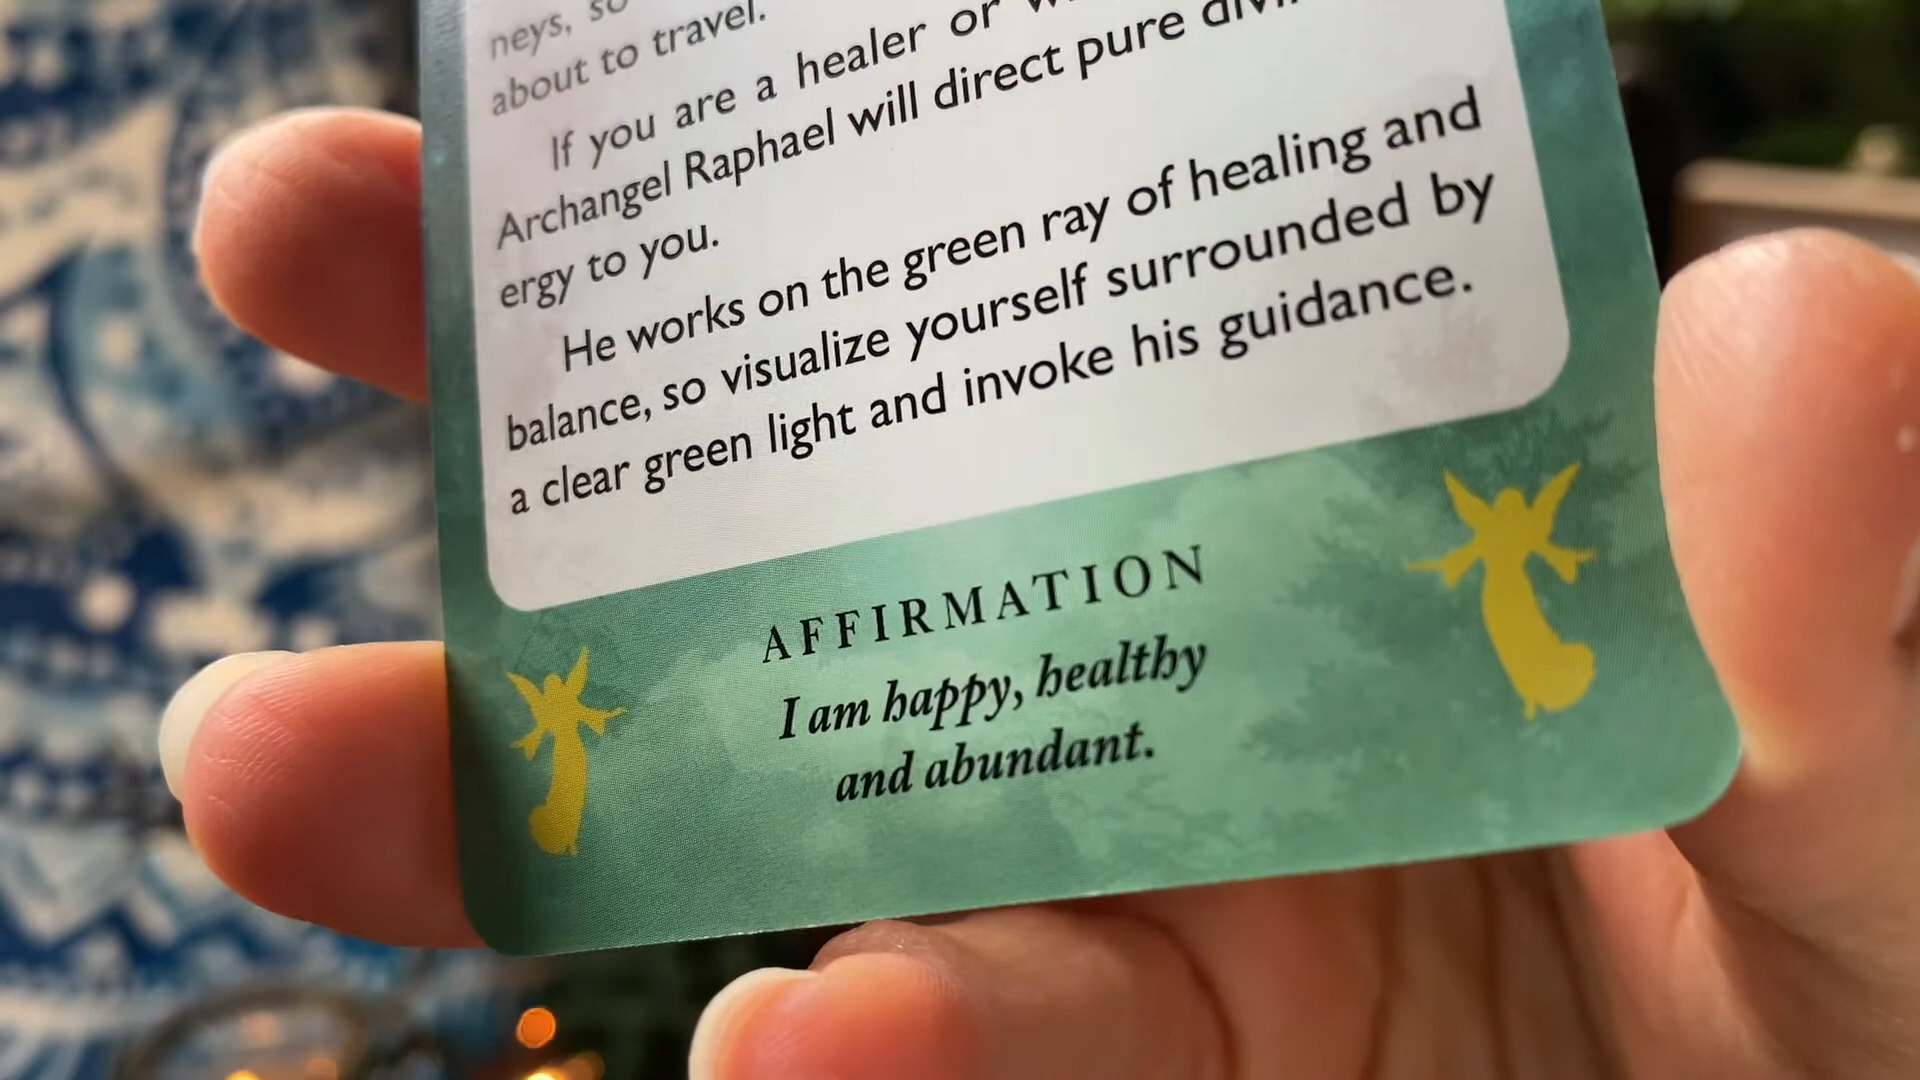 neys, so
about to travel.
If you are a healer or
Archangel Raphael will direct pure
ergy to you.
He works on the green ray of healing and
balance, so visualize yourself surrounded by
a clear green light and invoke his guidance.
AFFIRMATION
I am happy, healthy
and abundant.